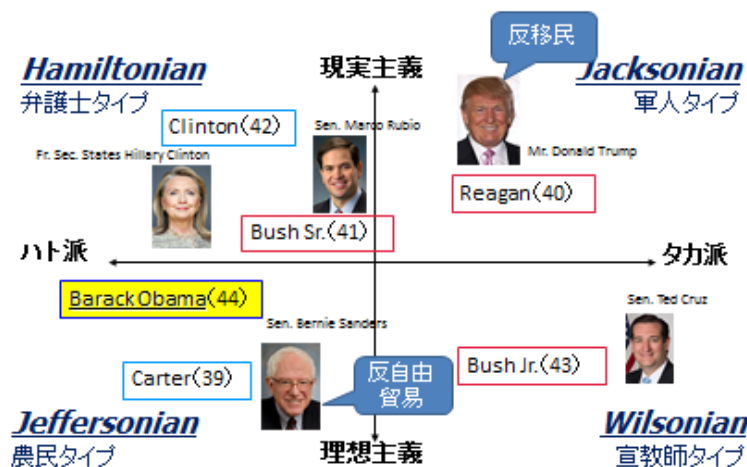 反移民
Hamiltonian
現実主義
Jacksonian
弁護士タイプ
軍人タイプ
Clinton(42)
Sen. Marco Rubio
Fr. Sec. States Hillary Clinton
Mr. Donald Trump
Reagan(40)
Bush Sr.(41)
ハト派
タカ派
Barack Obama(44)
Sen. Ted Cruz
Sen. Bernie Sanders
Carter(39)
反自由
貿易
Bush Jr.(43)
Jeffersonian
理想主義
Wilsonian
農民タイプ
宣教師タイプ